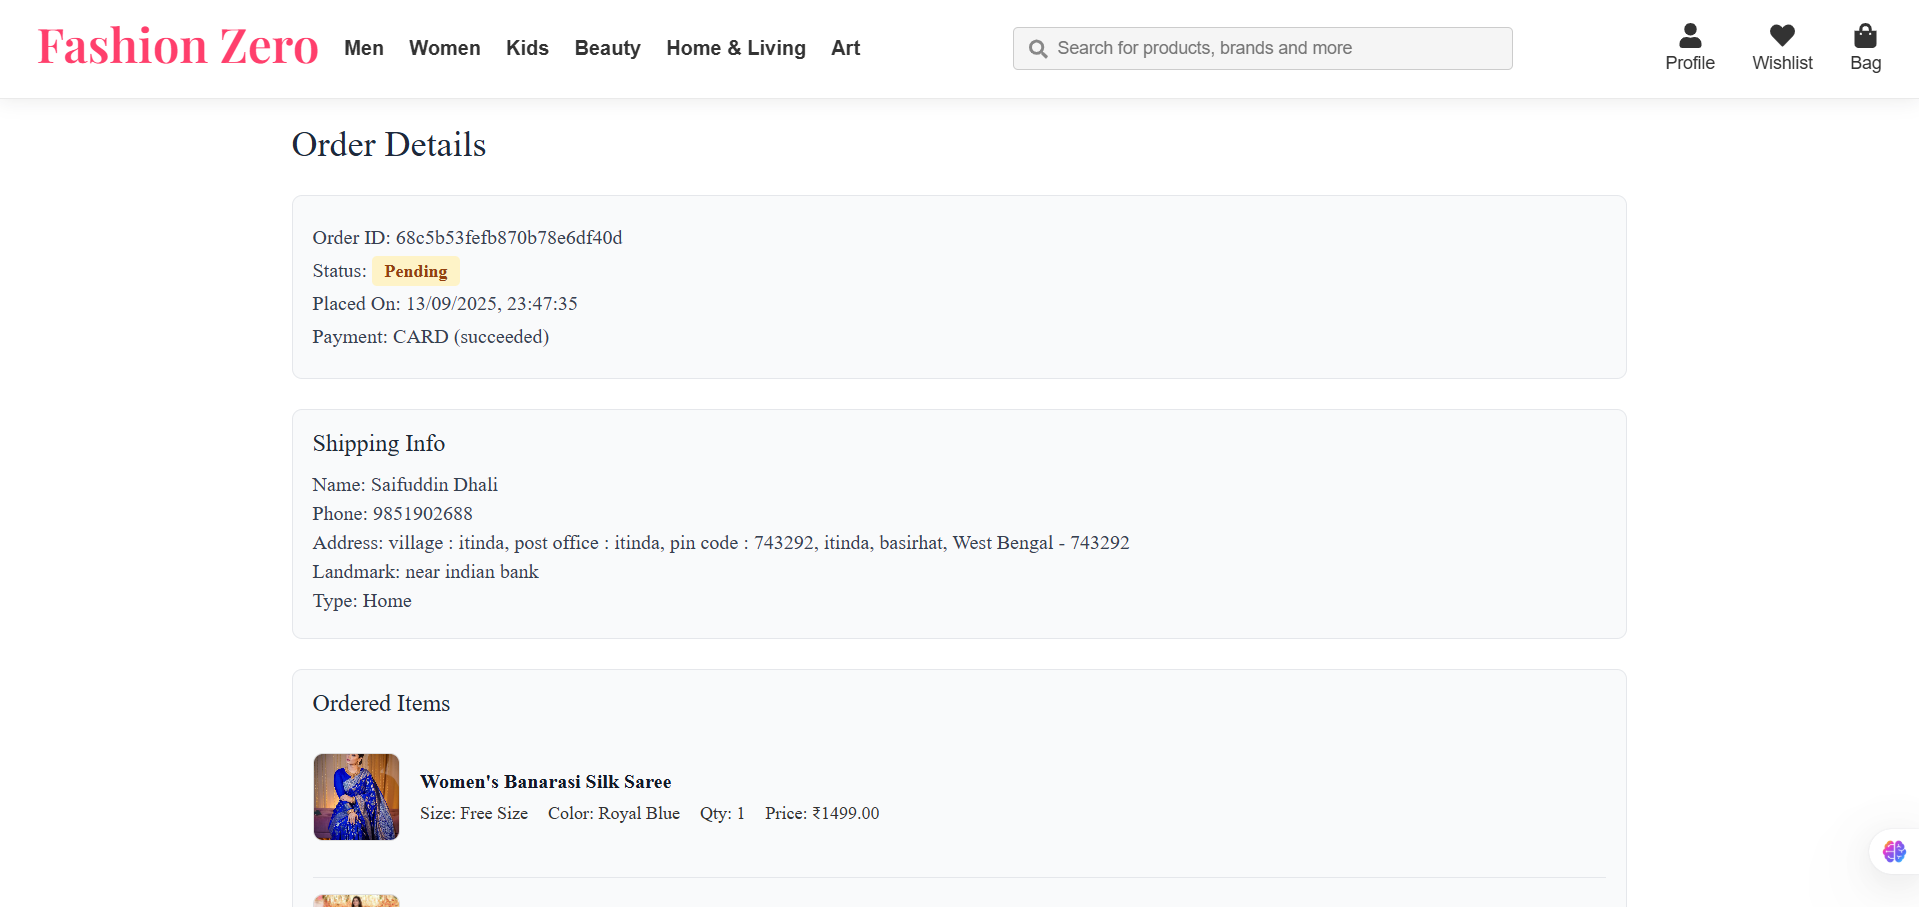 Fashion Zero Men Women Kids Beauty Home & Living Art Search for products, brands and more Profile Wishlist Bag
Order Details
Order ID: 68c5b53fefb870b78e6df40d
Status: Pending
Placed On: 13/09/2025, 23:47:35
Payment: CARD (succeeded)
Shipping Info
Name: Saifuddin Dhali
Phone: 9851902688
Address: village : itinda, post office : itinda, pin code : 743292, itinda, basirhat, West Bengal - 743292
Landmark: near indian bank
Type: Home
Ordered Items
Women's Banarasi Silk Saree
Size: Free Size Color: Royal Blue Qty: 1 Price: ₹1499.00